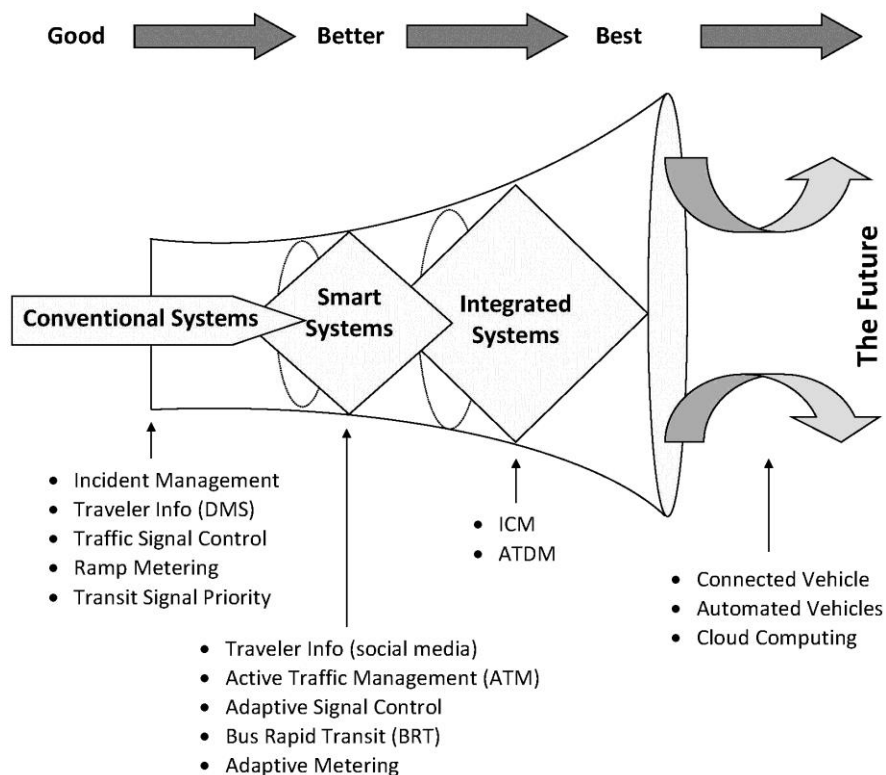 Good Better Best
Conventional Systems
Smart
Systems
Integrated
Systems
The Future
• Incident Management
• Traveler Info (DMS)
• Traffic Signal Control
• Ramp Metering
• Transit Signal Priority
• Traveler Info (social media)
• Active Traffic Management (ATM)
• Adaptive Signal Control
• Bus Rapid Transit (BRT)
• Adaptive Metering
• ICM
• ATDM
• Connected Vehicle
• Automated Vehicles
• Cloud Computing